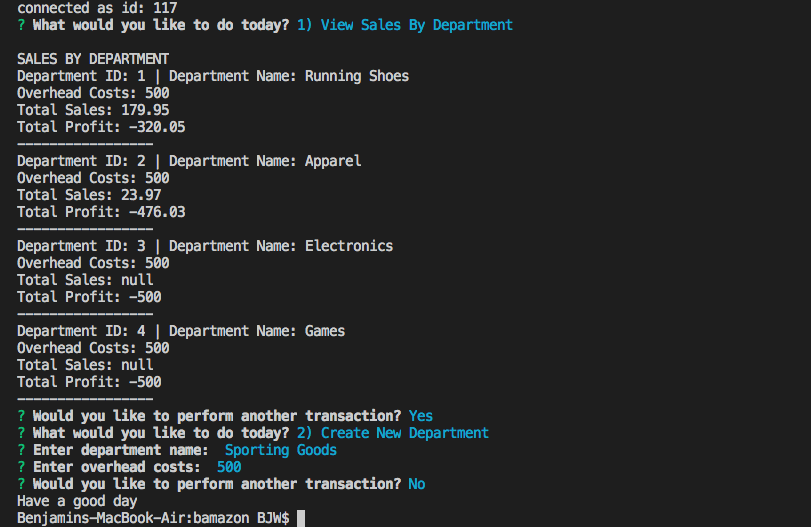 connected as id: 117
? What would you like to do today? 1) View Sales By Department
SALES BY DEPARTMENT
Department ID: 1 | Department Name: Running Shoes
Overhead Costs: 500
Total Sales: 179.95
Total Profit: -320.05
-----------------
Department ID: 2 | Department Name: Apparel
Overhead Costs: 500
Total Sales: 23.97
Total Profit: -476.03
-----------------
Department ID: 3 | Department Name: Electronics
Overhead Costs: 500
Total Sales: null
Total Profit: -500
-----------------
Department ID: 4 | Department Name: Games
Overhead Costs: 500
Total Sales: null
Total Profit: -500
-----------------
? Would you like to perform another transaction? Yes
? What would you like to do today? 2) Create New Department
? Enter department name:  Sporting Goods
? Enter overhead costs:  500
? Would you like to perform another transaction? No
Have a good day
Benjamins-MacBook-Air:bamazon BJW$